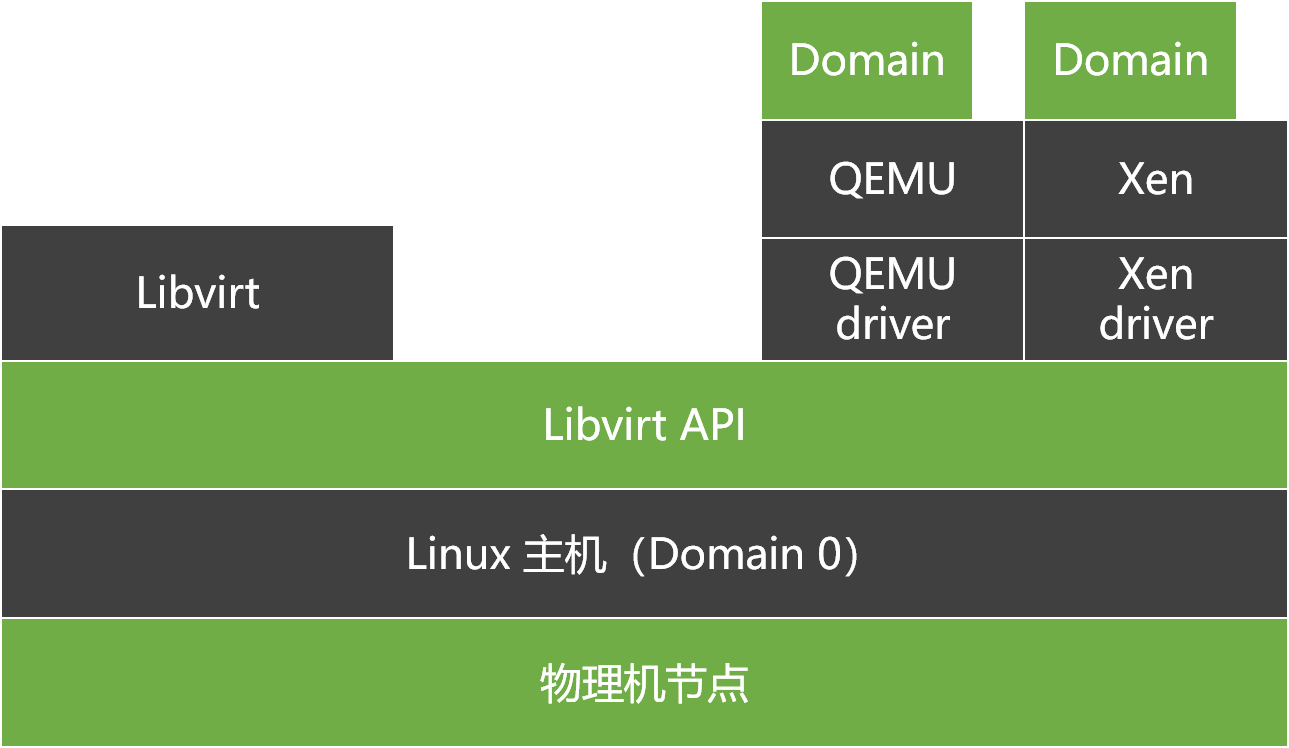 Domain
Domain
QEMU
Xen
Libvirt
QEMU
driver
Xen
driver
Libvirt API
Linux 主机（Domain 0）
物理机节点